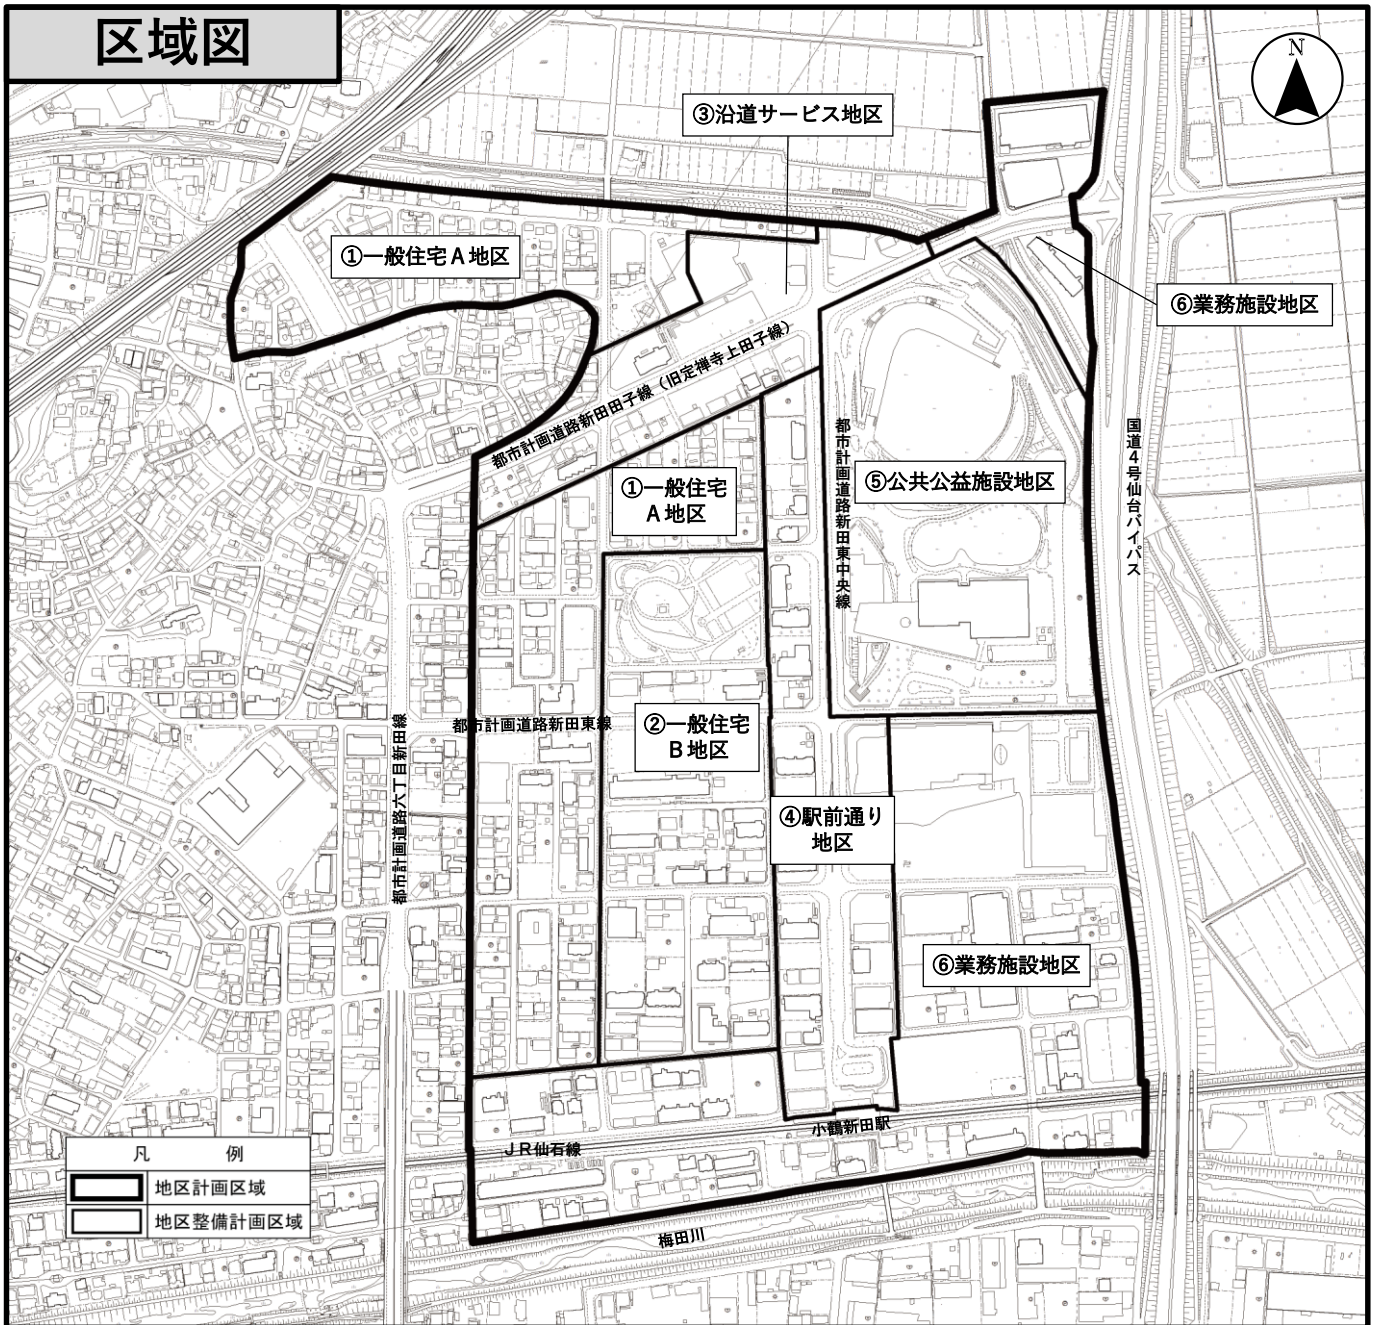 区域図
N
③沿道サービス地区
①一般住宅A地区
⑥業務施設地区
都市計画道路新田田子線（旧定禅寺上田子線）
国道4号仙台バイパス
都市計画道路新田東中央線
⑤公共公益施設地区
①一般住宅
A地区
②一般住宅
B地区
都市計画道路新田東線
都市計画道路六丁目新田線
④駅前通り
地区
⑥業務施設地区
小鶴新田駅
JR仙石線
梅田川
凡　例
地区計画区域
地区整備計画区域